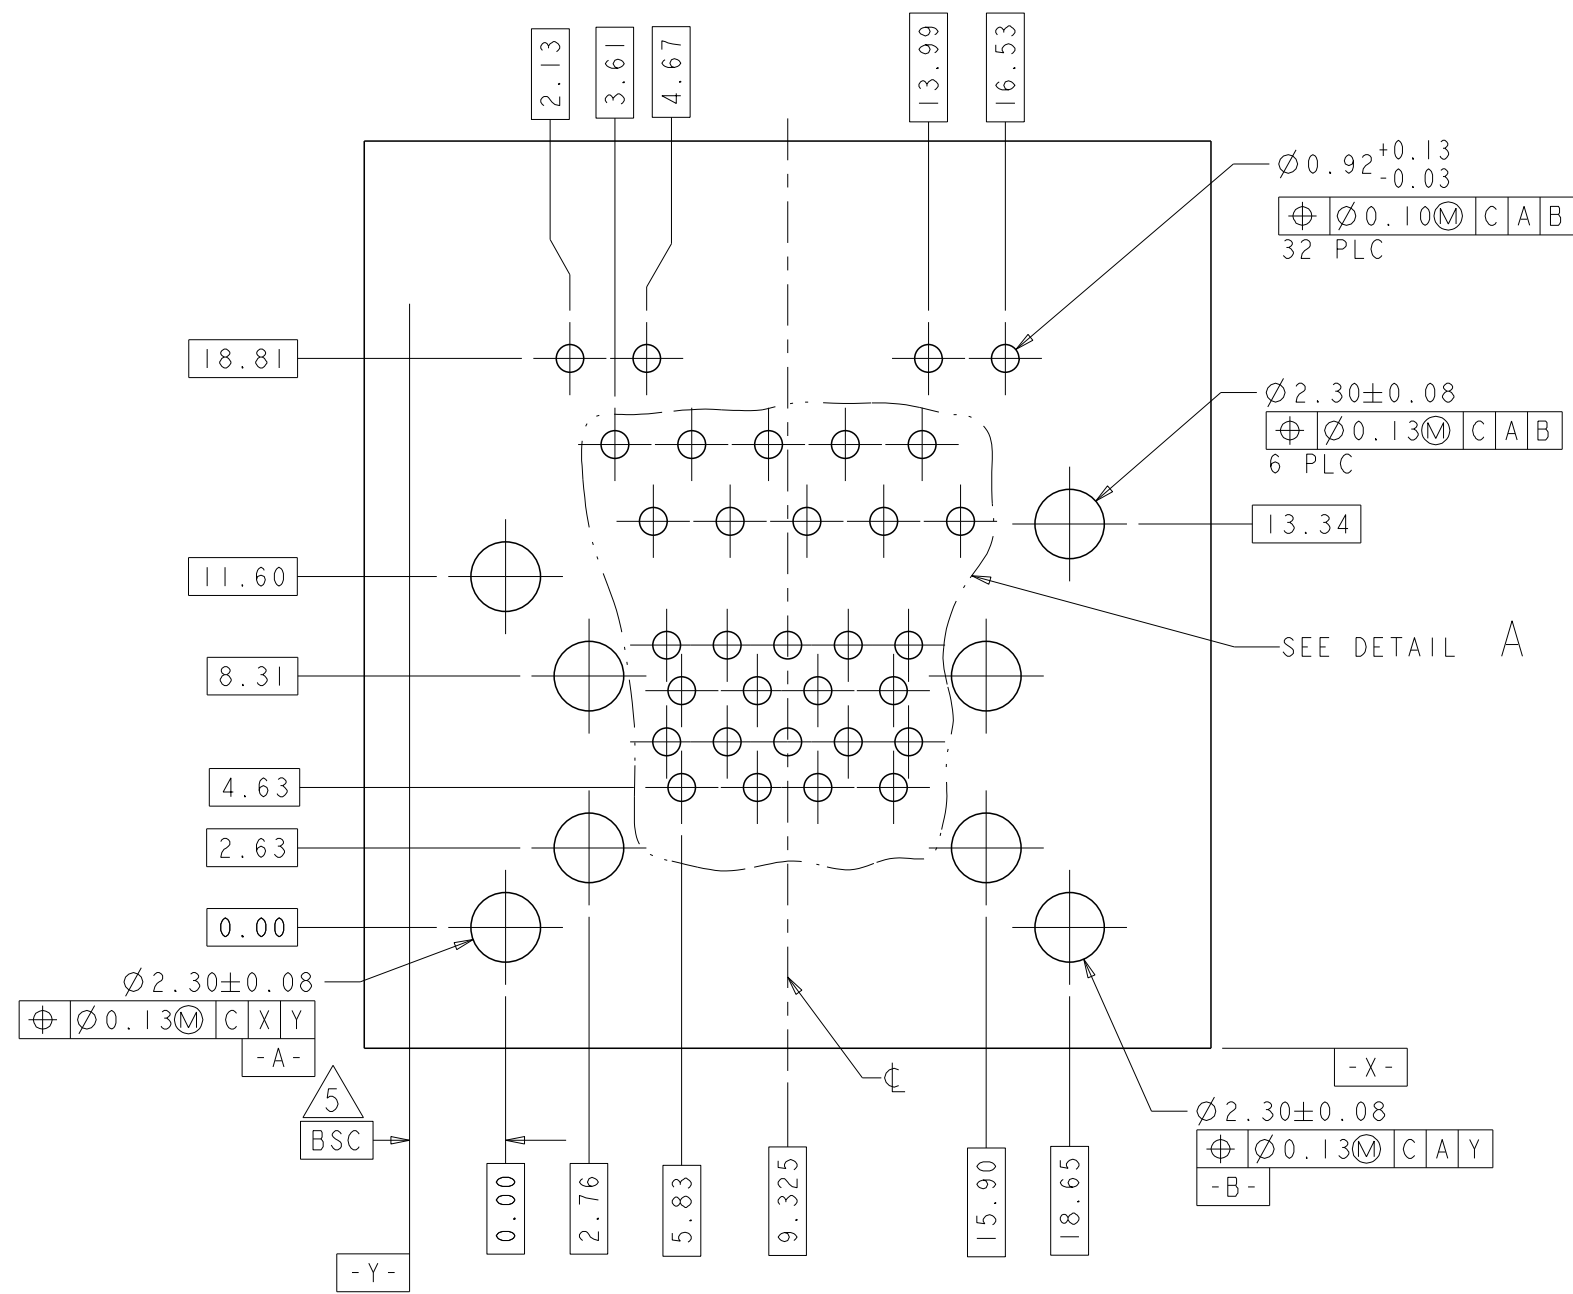 2.13
3.61
4.67
13.99
16.53
Ø0.92 +0.13
-0.03
⌖ Ø0.10Ⓜ C A B
32 PLC
18.81
Ø2.30±0.08
⌖ Ø0.13Ⓜ C A B
6 PLC
13.34
11.60
SEE DETAIL A
8.31
4.63
2.63
0.00
Ø2.30±0.08
⌖ Ø0.13Ⓜ C X Y
-A-
℄
-X-
5
BSC
Ø2.30±0.08
⌖ Ø0.13Ⓜ C A Y
-B-
0.00
2.76
5.83
9.325
15.90
18.65
-Y-